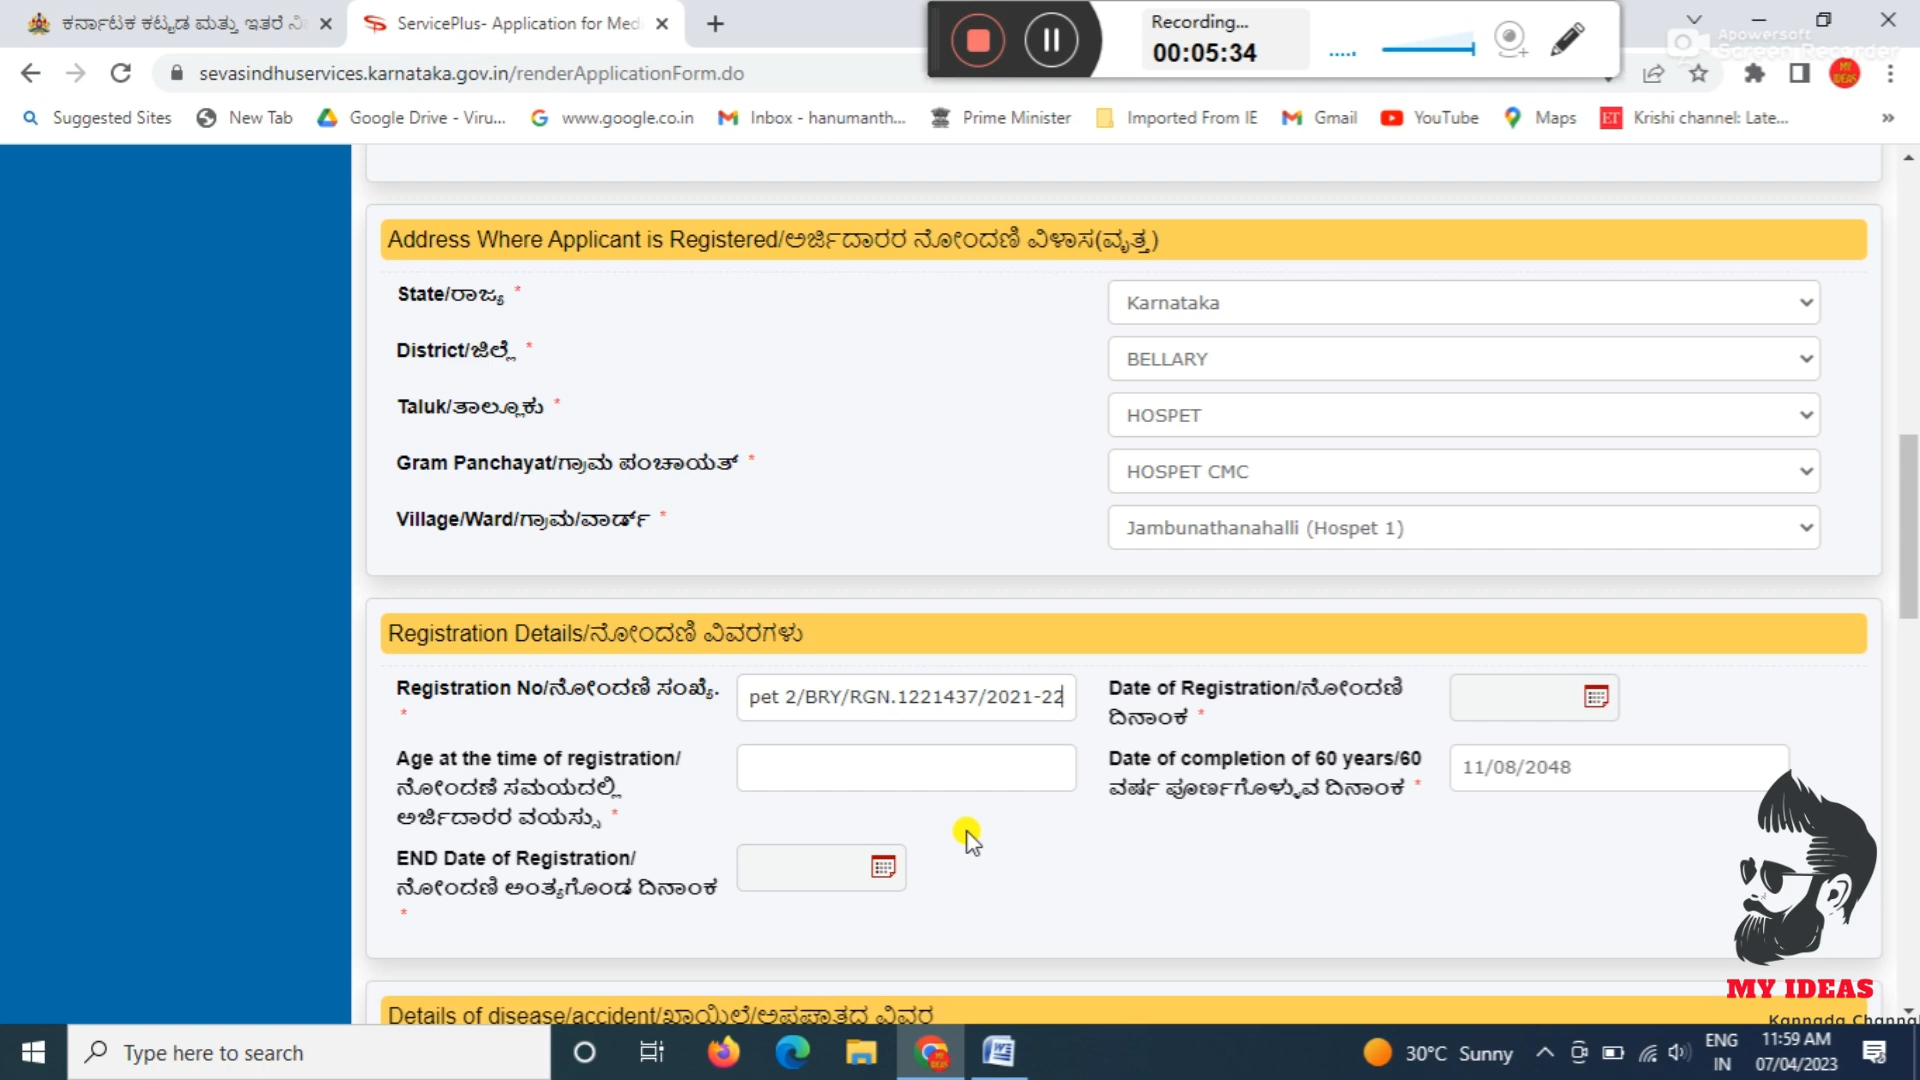 ಕರ್ನಾಟಕ ಕಟ್ಟಡ ಮತ್ತು ಇತರೆ ನಿ
ServicePlus- Application for Med
Recording...
00:05:34
Apowersoft
Screen Recorder
sevasindhuservices.karnataka.gov.in/renderApplicationForm.do
Suggested Sites
New Tab
Google Drive - Viru...
www.google.co.in
Inbox - hanumanth...
Prime Minister
Imported From IE
Gmail
YouTube
Maps
ET
Krishi channel: Late...
»
Address Where Applicant is Registered/ಅರ್ಜಿದಾರರ ನೋಂದಣಿ ವಿಳಾಸ(ವೃತ್ತ)
State/ರಾಜ್ಯ *
Karnataka
District/ಜಿಲ್ಲೆ *
BELLARY
Taluk/ತಾಲ್ಲೂಕು *
HOSPET
Gram Panchayat/ಗ್ರಾಮ ಪಂಚಾಯತ್ *
HOSPET CMC
Village/Ward/ಗ್ರಾಮ/ವಾರ್ಡ್ *
Jambunathanahalli (Hospet 1)
Registration Details/ನೋಂದಣಿ ವಿವರಗಳು
Registration No/ನೋಂದಣಿ ಸಂಖ್ಯೆ.
*
pet 2/BRY/RGN.1221437/2021-22
Date of Registration/ನೋಂದಣಿ
ದಿನಾಂಕ *
Age at the time of registration/
ನೋಂದಣಿ ಸಮಯದಲ್ಲಿ
ಅರ್ಜಿದಾರರ ವಯಸ್ಸು *
Date of completion of 60 years/60
ವರ್ಷ ಪೂರ್ಣಗೊಳ್ಳುವ ದಿನಾಂಕ *
11/08/2048
END Date of Registration/
ನೋಂದಣಿ ಅಂತ್ಯಗೊಂಡ ದಿನಾಂಕ
*
MY IDEAS
Kannada Channal
Details of disease/accident/ಖಾಯಿಲೆ/ಅಪಘಾತದ ವಿವರ
Type here to search
30°C Sunny
ENG
IN
11:59 AM
07/04/2023